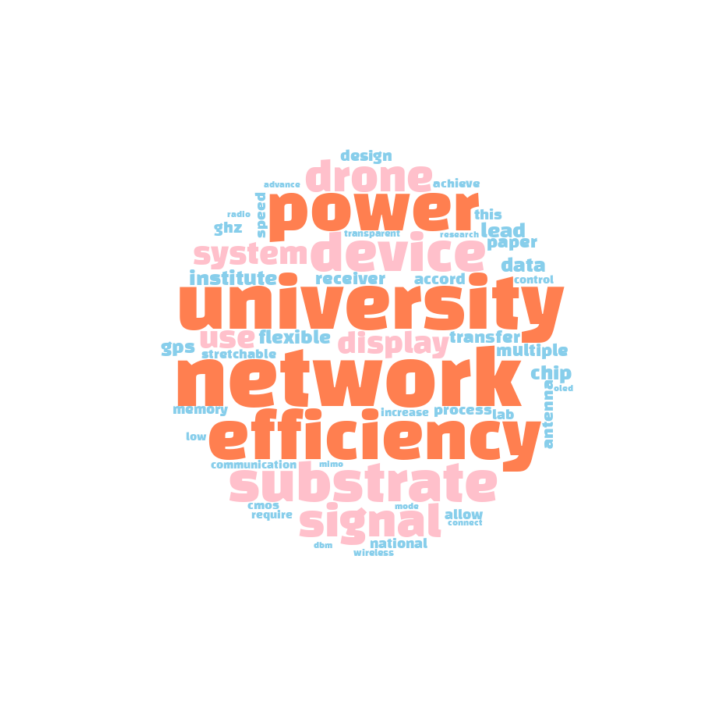 design
drone
advance
achieve
power
speed
radio
this
ghz
transparent
research
lead
paper
system
device
data
institute
receiver
accord
control
university
use
flexible
display
transfer
gps
stretchable
multiple
network
chip
oled
antenna
memory
increase
process
lab
low
efficiency
communication
mimo
substrate
cmos
mode
require
signal
allow
connect
dbm
national
wireless